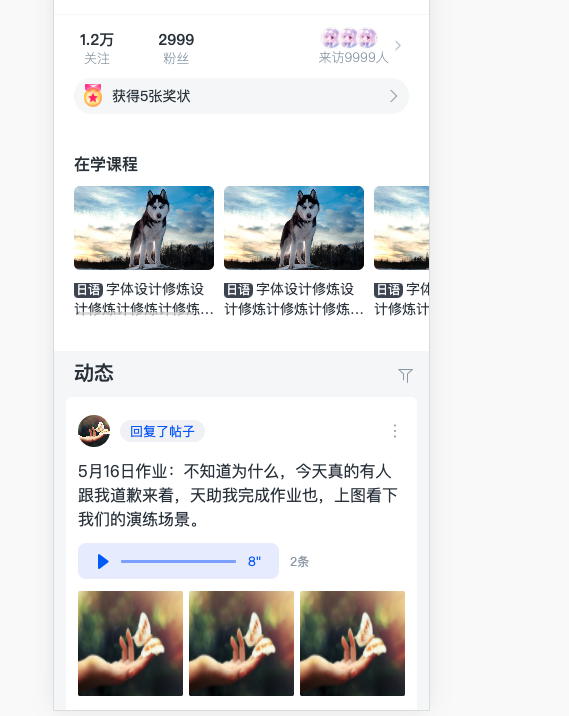 1.2万 2999
关注 粉丝 来访9999人
获得5张奖状
在学课程
日语 字体设计修炼设 日语 字体设计修炼设 日语 字体
计修炼计修炼计修炼… 计修炼计修炼计修炼… 计修炼计
动态
回复了帖子
5月16日作业：不知道为什么，今天真的有人
跟我道歉来着，天助我完成作业也，上图看下
我们的演练场景。
8" 2条